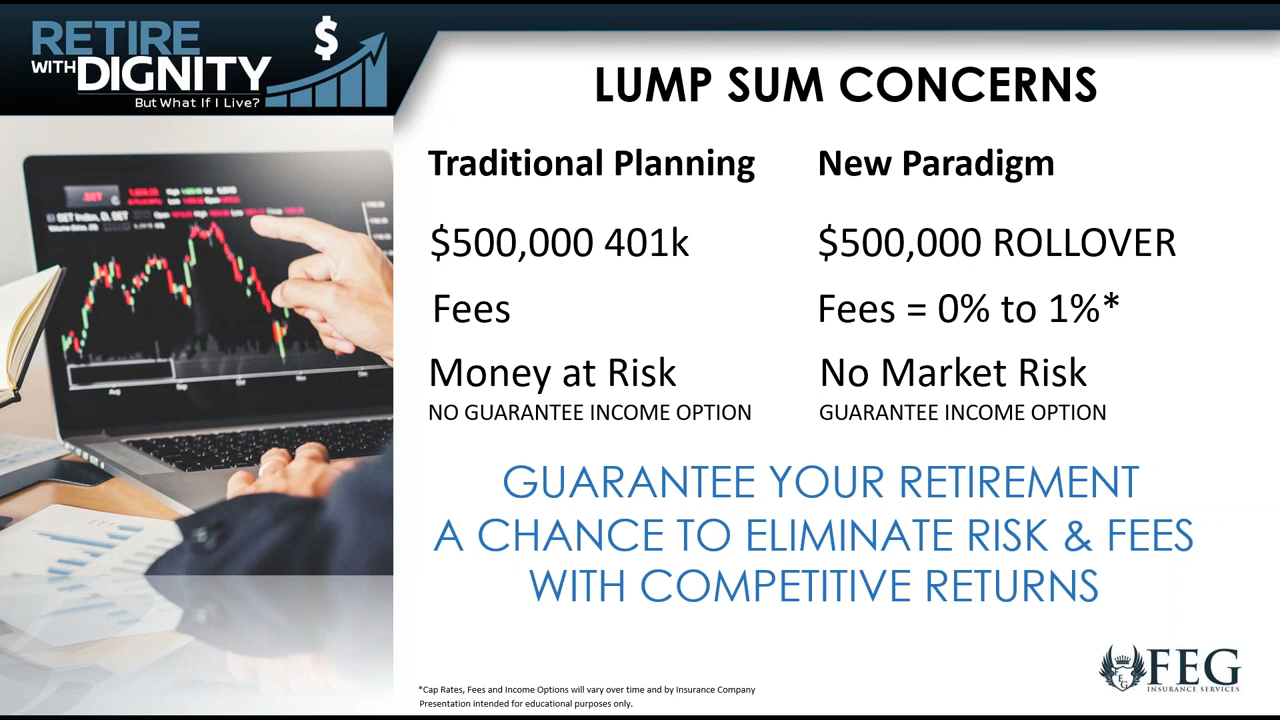 RETIRE
WITH DIGNITY
But What If I Live?
$
LUMP SUM CONCERNS
Traditional Planning
New Paradigm
$500,000 401k
$500,000 ROLLOVER
Fees
Fees = 0% to 1%*
Money at Risk
No Market Risk
NO GUARANTEE INCOME OPTION
GUARANTEE INCOME OPTION
GUARANTEE YOUR RETIREMENT
A CHANCE TO ELIMINATE RISK & FEES
WITH COMPETITIVE RETURNS
FEG
INSURANCE SERVICES
*Cap Rates, Fees and Income Options will vary over time and by Insurance Company
Presentation intended for educational purposes only.